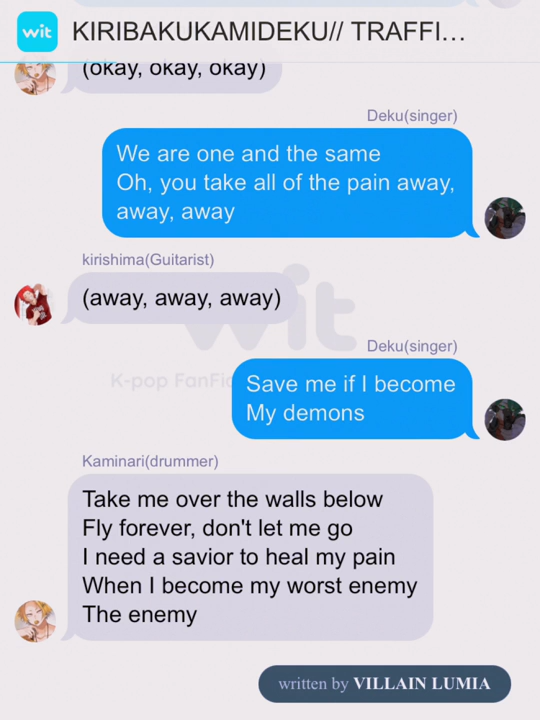 wit
KIRIBAKUKAMIDEKU// TRAFFI...
(okay, okay, okay)
Deku(singer)
We are one and the same
Oh, you take all of the pain away,
away, away
kirishima(Guitarist)
(away, away, away)
wit
Deku(singer)
K-pop FanFic
Save me if I become
My demons
Kaminari(drummer)
Take me over the walls below
Fly forever, don't let me go
I need a savior to heal my pain
When I become my worst enemy
The enemy
written by VILLAIN LUMIA